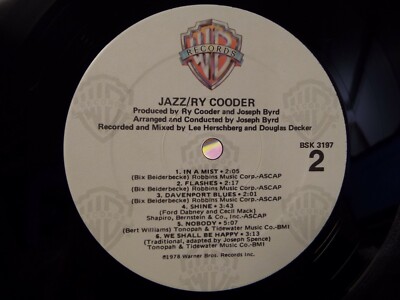 WB
RECORDS
JAZZ/RY COODER
Produced by Ry Cooder and Joseph Byrd
Arranged and Conducted by Joseph Byrd
Recorded and Mixed by Lee Herschberg and Douglas Decker
BSK 3197
2
1. IN A MIST • 2:05
(Bix Beiderbecke) Robbins Music Corp.-ASCAP
2. FLASHES • 2:11
(Bix Beiderbecke) Robbins Music Corp.-ASCAP
3. DAVENPORT BLUES • 2:01
(Bix Beiderbecke) Robbins Music Corp.-ASCAP
4. SHINE • 3:43
(Ford Dabney and Cecil Mack)
Shapiro, Bernstein & Co., Inc.-ASCAP
5. NOBODY • 5:07
(Bert Williams) Tonopah & Tidewater Music Co.-BMI
6. WE SHALL BE HAPPY • 3:13
(Traditional, adapted by Joseph Spence)
Tonopah & Tidewater Music Co.-BMI
©1978 Warner Bros. Records Inc.